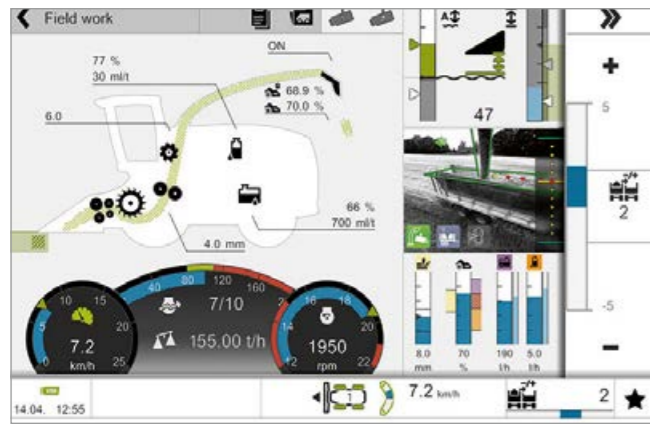 Field work
ON
77 %
30 ml/t
68.9 %
70.0 %
6.0
47
5
2
66 %
700 ml/t
4.0 mm
-5
40 80 120 160
7/10
155.00 t/h
0 5 10 15 20 25
7.2
km/h
12 14 16 18 2 20 22
1950
rpm
8.0 70 190 5.0
mm % l/h l/h
14.04. 12:55
1
7.2 km/h
2